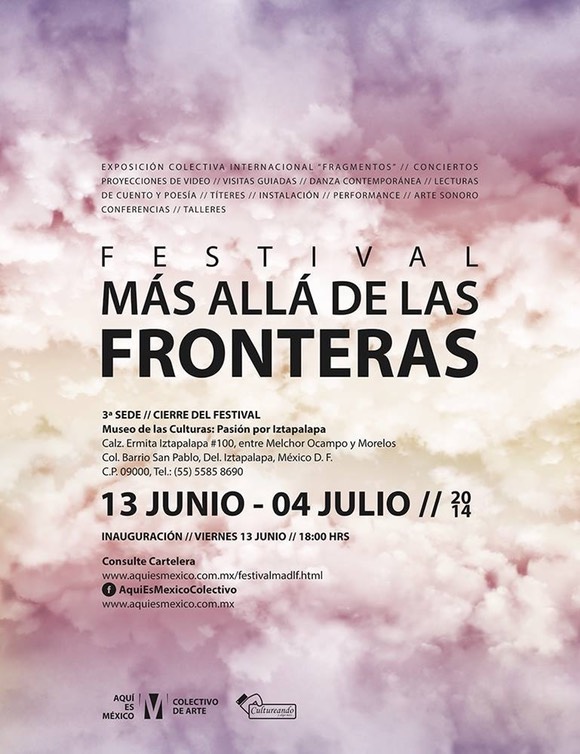 EXPOSICIÓN COLECTIVA INTERNACIONAL "FRAGMENTOS" // CONCIERTOS
PROYECCIONES DE VIDEO // VISITAS GUIADAS // DANZA CONTEMPORÁNEA // LECTURAS
DE CUENTO Y POESÍA // TÍTERES // INSTALACIÓN // PERFORMANCE // ARTE SONORO
CONFERENCIAS // TALLERES
FESTIVAL
MÁS ALLÁ DE LAS
FRONTERAS
3ª SEDE // CIERRE DEL FESTIVAL
Museo de las Culturas: Pasión por Iztapalapa
Calz. Ermita Iztapalapa #100, entre Melchor Ocampo y Morelos
Col. Barrio San Pablo, Del. Iztapalapa, México D. F.
C.P. 09000, Tel.: (55) 5585 8690
13 JUNIO - 04 JULIO // 2014
INAUGURACIÓN // VIERNES 13 JUNIO // 18:00 HRS
Consulte Cartelera
www.aquiesmexico.com.mx/festivalmadlf.html
AquiEsMexicoColectivo
www.aquiesmexico.com.mx
AQUÍ
ES
MÉXICO
COLECTIVO
DE ARTE
Cultureando